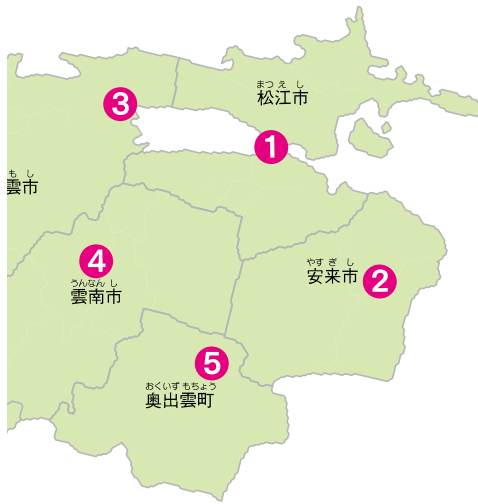 まつ え し
松江市
3
1
も し
雲市
やす ぎ し
安来市
2
4
うんなん し
雲南市
5
おくいず もちょう
奥出雲町